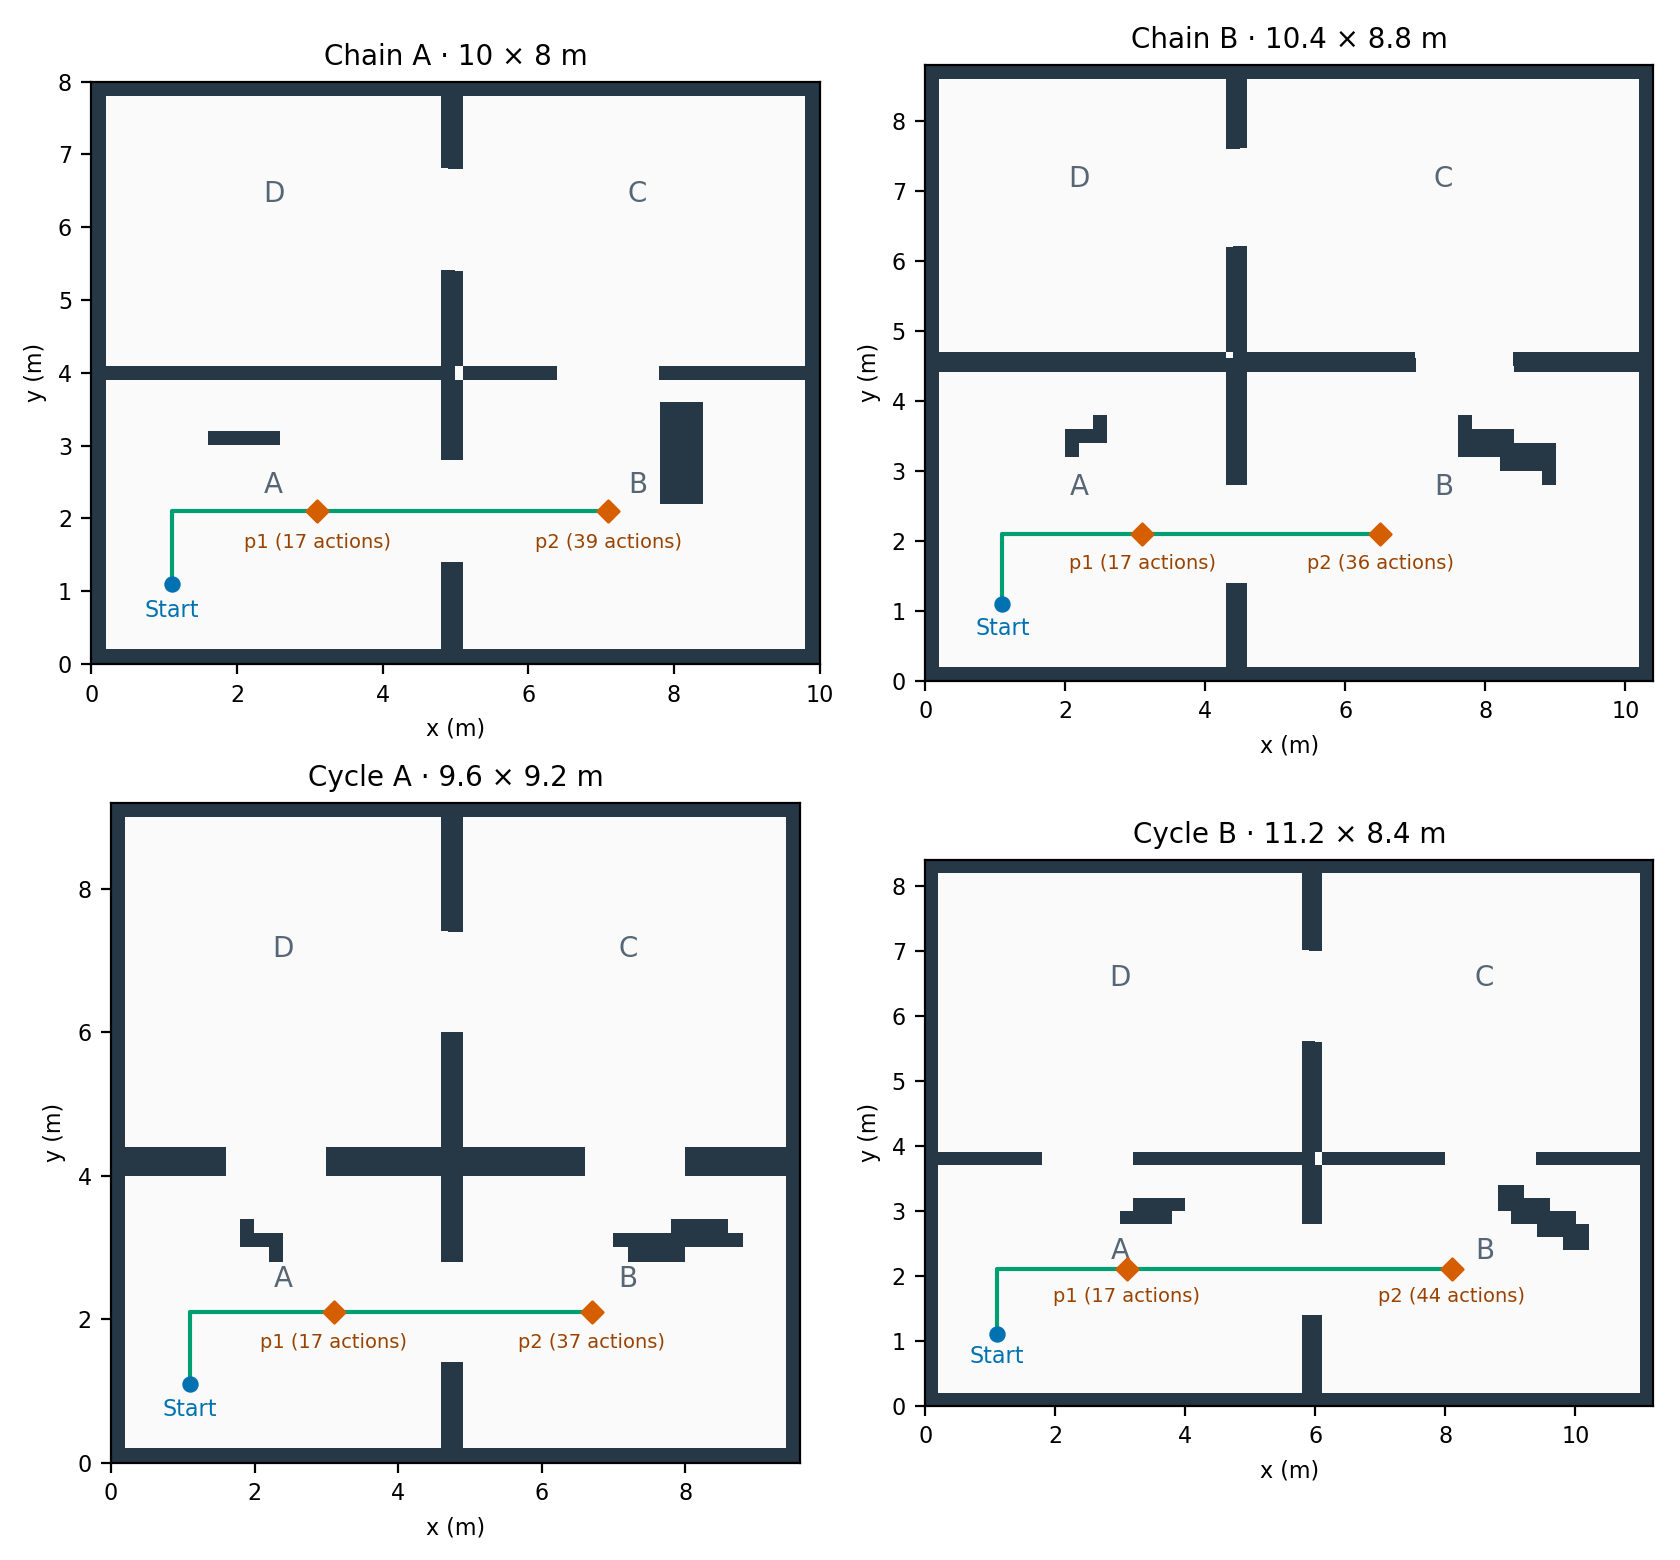 Chain A · 10 × 8 m
8
7
6
5
4
3
2
1
0
y (m)
D
C
A
B
p1 (17 actions)
p2 (39 actions)
Start
0 2 4 6 8 10
x (m)
Chain B · 10.4 × 8.8 m
8
7
6
5
4
3
2
1
0
y (m)
D
C
A
B
p1 (17 actions)
p2 (36 actions)
Start
0 2 4 6 8 10
x (m)
Cycle A · 9.6 × 9.2 m
8
6
4
2
0
y (m)
D
C
A
B
p1 (17 actions)
p2 (37 actions)
Start
0 2 4 6 8
x (m)
Cycle B · 11.2 × 8.4 m
8
7
6
5
4
3
2
1
0
y (m)
D
C
A
B
p1 (17 actions)
p2 (44 actions)
Start
0 2 4 6 8 10
x (m)